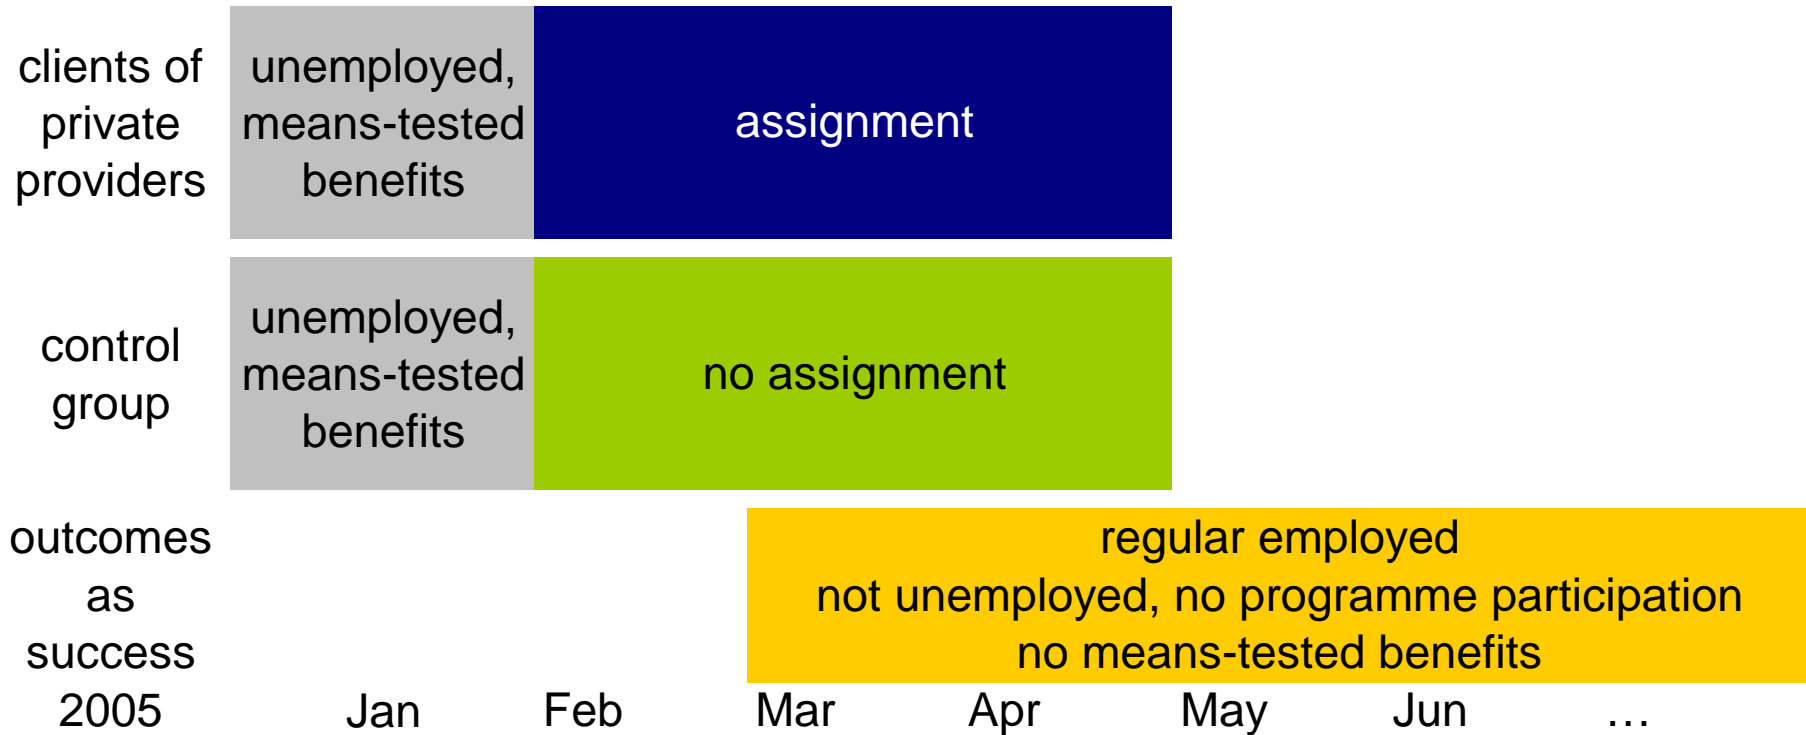 clients of
private
providers
unemployed,
means-tested
benefits
assignment
control
group
unemployed,
means-tested
benefits
no assignment
outcomes
as
success
regular employed
not unemployed, no programme participation
no means-tested benefits
2005 Jan Feb Mar Apr May Jun …